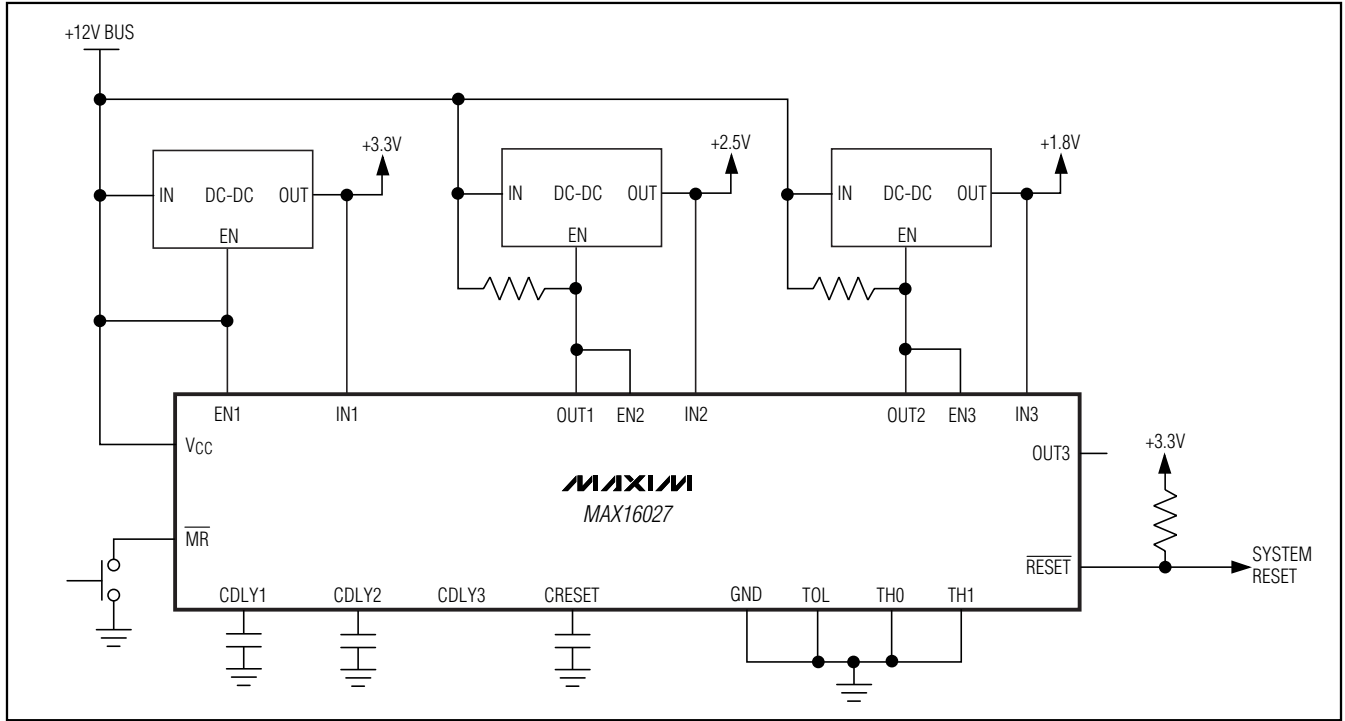 +12V BUS
+3.3V
+2.5V
+1.8V
IN DC-DC OUT
EN
IN DC-DC OUT
EN
IN DC-DC OUT
EN
EN1 IN1 OUT1 EN2 IN2 OUT2 EN3 IN3
VCC
OUT3
+3.3V
MAXIM
MAX16027
MR
RESET
SYSTEM
RESET
CDLY1 CDLY2 CDLY3 CRESET GND TOL TH0 TH1